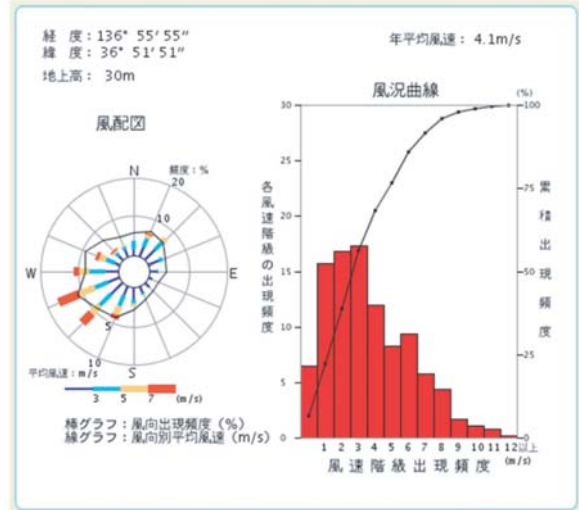 経 度：136° 55′ 55″
緯 度：36° 51′ 51″
地上高： 30m
年平均風速： 4.1m/s
風配図
頻度：%
N
20
10
W
E
5
10
S
平均風速：m/s
3 5 7 (m/s)
棒グラフ：風向出現頻度（%）
線グラフ：風向別平均風速（m/s）
風況曲線
(%)
30
25
20
15
10
5
0
各風速階級の出現頻度
100
75
50
25
0
累積出現頻度
1 2 3 4 5 6 7 8 9 10 11 12以上
(m/s)
風速階級出現頻度